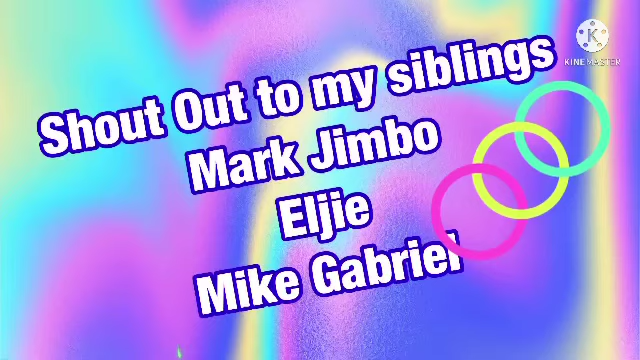 Shout Out to my siblings
Mark Jimbo
Eljie
Mike Gabriel
K
KINEMASTER